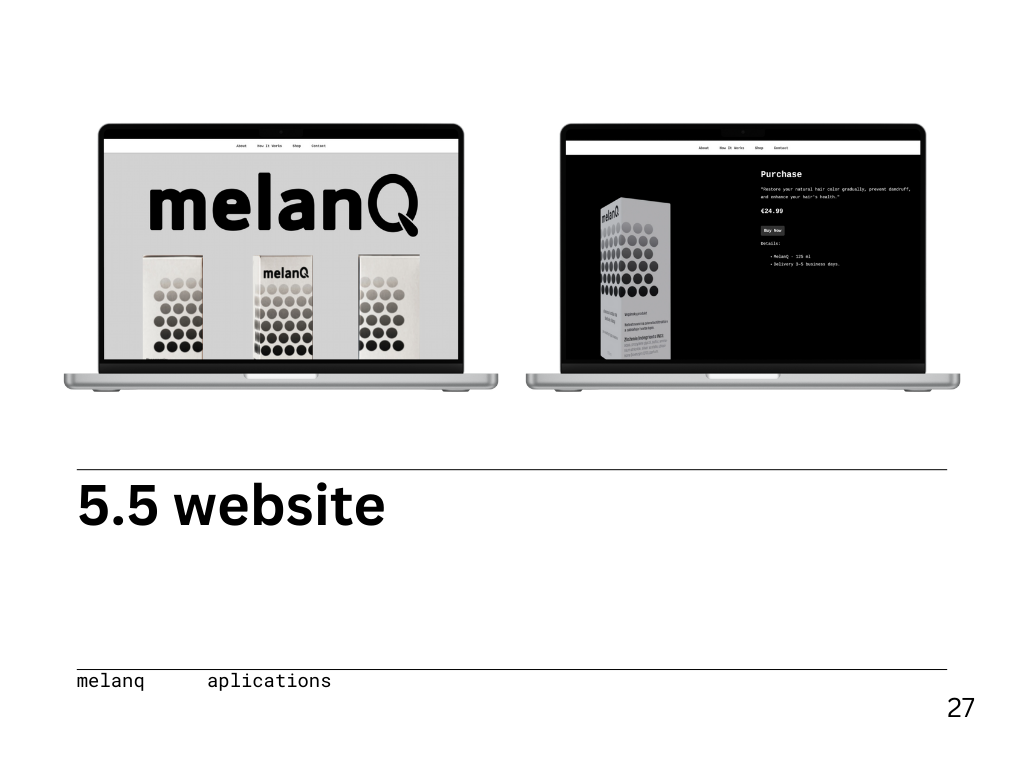 About How It Works Shop Contact
melanQ
melanQ
About How It Works Shop Contact
Purchase
"Restore your natural hair color gradually, prevent dandruff,
and enhance your hair's health."
€24.99
Buy Now
Details:
• MelanQ - 125 ml
• Delivery 3-5 business days.
melanQ
5.5 website
melanq aplications
27